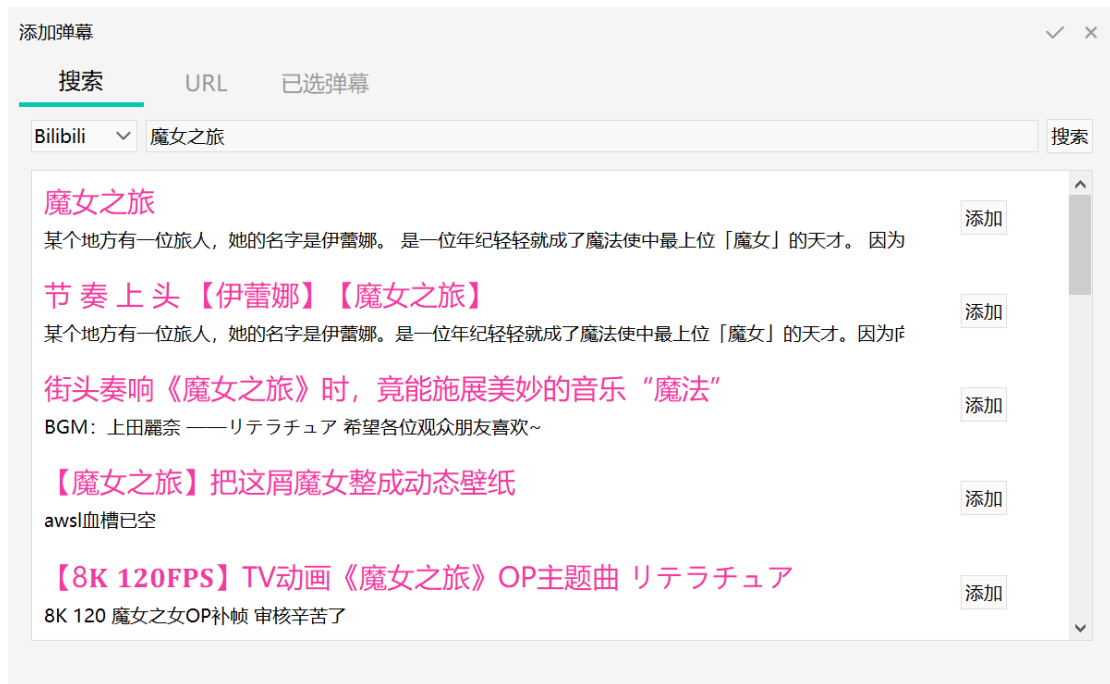 添加弹幕
搜索 URL 已选弹幕
Bilibili 魔女之旅 搜索
魔女之旅
某个地方有一位旅人，她的名字是伊蕾娜。 是一位年纪轻轻就成了魔法使中最上位「魔女」的天才。 因为
添加
节 奏 上 头 【伊蕾娜】【魔女之旅】
某个地方有一位旅人，她的名字是伊蕾娜。是一位年纪轻轻就成了魔法使中最上位「魔女」的天才。因为
添加
街头奏响《魔女之旅》时，竟能施展美妙的音乐“魔法”
BGM：上田麗奈 ——リテラチュア 希望各位观众朋友喜欢~
添加
【魔女之旅】把这屑魔女整成动态壁纸
awsl血槽已空
添加
【8K 120FPS】TV动画《魔女之旅》OP主题曲 リテラチュア
8K 120 魔女之女OP补帧 审核辛苦了
添加